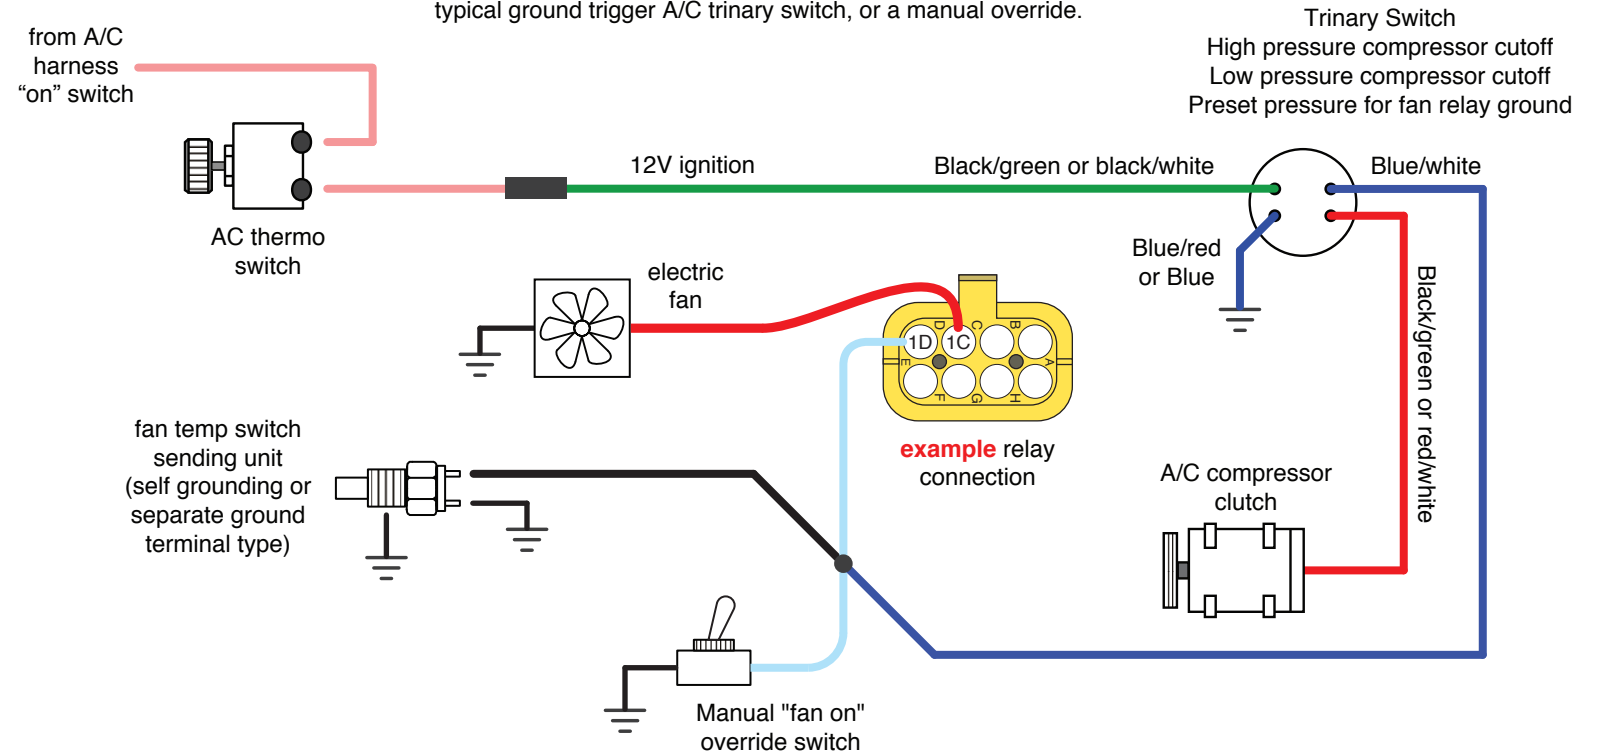 typical ground trigger A/C trinary switch, or a manual override.
from A/C
harness
“on” switch
Trinary Switch
High pressure compressor cutoff
Low pressure compressor cutoff
Preset pressure for fan relay ground
12V ignition
Black/green or black/white
Blue/white
AC thermo
switch
Blue/red
or Blue
electric
fan
Black/green or red/white
D
C
B
1D
1C
E
A
F
G
H
example relay
connection
fan temp switch
sending unit
(self grounding or
separate ground
terminal type)
A/C compressor
clutch
Manual "fan on"
override switch